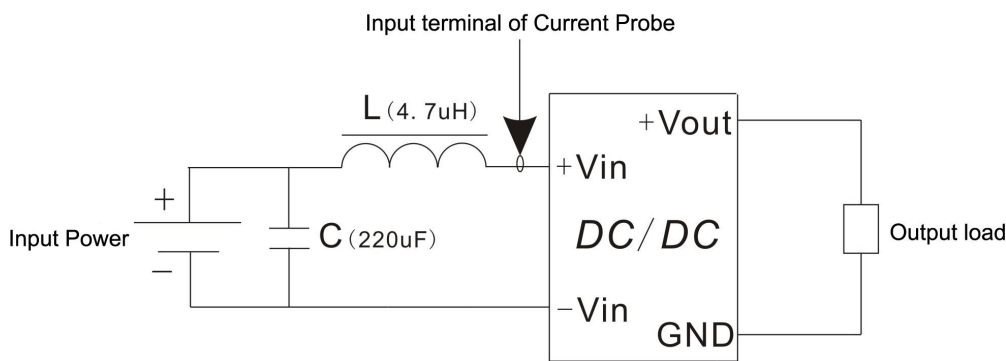 Input terminal of Current Probe
L(4.7uH)
+Vout
+Vin
+
Input Power
C(220uF)
DC/DC
Output load
−
−Vin
GND